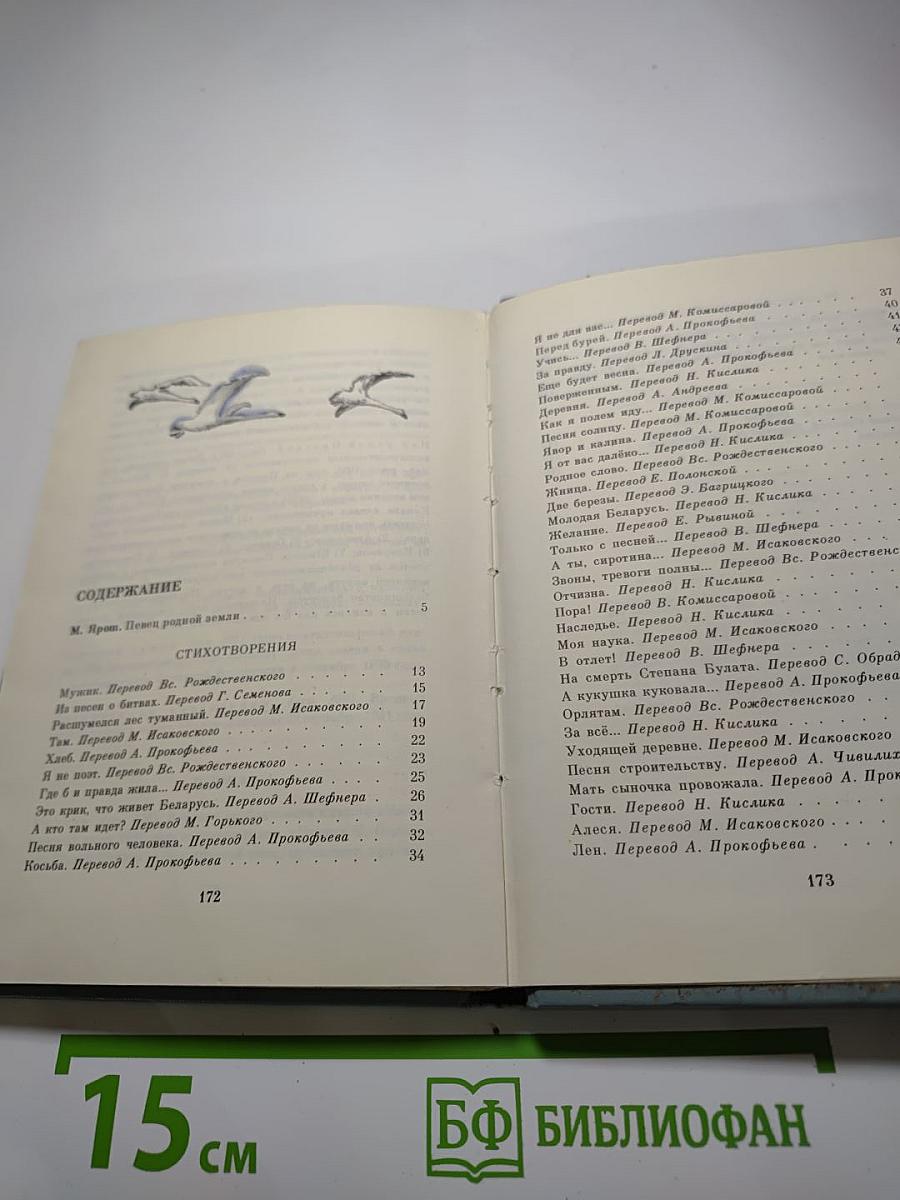 СОДЕРЖАНИЕ
М. Ярош. Певец родной земли . . . . . . . . . . 5
СТИХОТВОРЕНИЯ
Мужик. Перевод Вс. Рождественского . . . . . . 13
Из песен о битвах. Перевод Г. Семенова . . . . . 15
Расшумелся лес туманный. Перевод М. Исаковского . 17
Там. Перевод М. Исаковского . . . . . . . . 19
Хлеб. Перевод А. Прокофьева . . . . . . . . 22
Я не поэт. Перевод Вс. Рождественского . . . . . 23
Где б и правда жила... Перевод А. Прокофьева . . . 25
Это крик, что живет Беларусь. Перевод А. Шефнера . 26
А кто там идет? Перевод М. Горького . . . . . . 31
Песня вольного человека. Перевод А. Прокофьева . . 32
Косьба. Перевод А. Прокофьева . . . . . . . . 34
172
Я не для вас... Перевод М. Комиссаровой . . . . . . 37
Перед бурей. Перевод А. Прокофьева . . . . . . 40
Учись... Перевод В. Шефнера . . . . . . . .
За правду. Перевод Л. Друскина . . . . . . .
Еще будет весна. Перевод А. Прокофьева . . . .
Поверженным. Перевод Н. Кислика . . . . . .
Деревня. Перевод А. Андреева . . . . . . .
Как я полем иду... Перевод М. Комиссаровой . . .
Песня солнцу. Перевод М. Комиссаровой . . . .
Явор и калина. Перевод А. Прокофьева . . . .
Я от вас далёко... Перевод Н. Кислика . . . .
Родное слово. Перевод Вс. Рождественского . . .
Жница. Перевод Е. Полонской . . . . . . .
Две березы. Перевод Э. Багрицкого . . . . .
Молодая Беларусь. Перевод Н. Кислика . . . .
Желание. Перевод Е. Рывиной . . . . . . .
Только с песней... Перевод В. Шефнера . . . .
А ты, сиротина... Перевод М. Исаковского . . .
Звоны, тревоги полны... Перевод Вс. Рождественс
Отчизна. Перевод Н. Кислика . . . . . . .
Пора! Перевод В. Комиссаровой . . . . . .
Наследье. Перевод Н. Кислика . . . . . . .
Моя наука. Перевод М. Исаковского . . . . .
В отлет! Перевод В. Шефнера . . . . . . .
На смерть Степана Булата. Перевод С. Обрад
А кукушка куковала... Перевод А. Прокофьева
Орлятам. Перевод Вс. Рождественского . . .
За всё... Перевод Н. Кислика . . . . . . .
Уходящей деревне. Перевод М. Исаковского
Песня строительству. Перевод А. Чивилих
Мать сыночка провожала. Перевод А. Прок
Гости. Перевод Н. Кислика . . . . . .
Алеся. Перевод М. Исаковского . . . .
Лен. Перевод А. Прокофьева . . . .
173
15 см
БФ БИБЛИОФАН